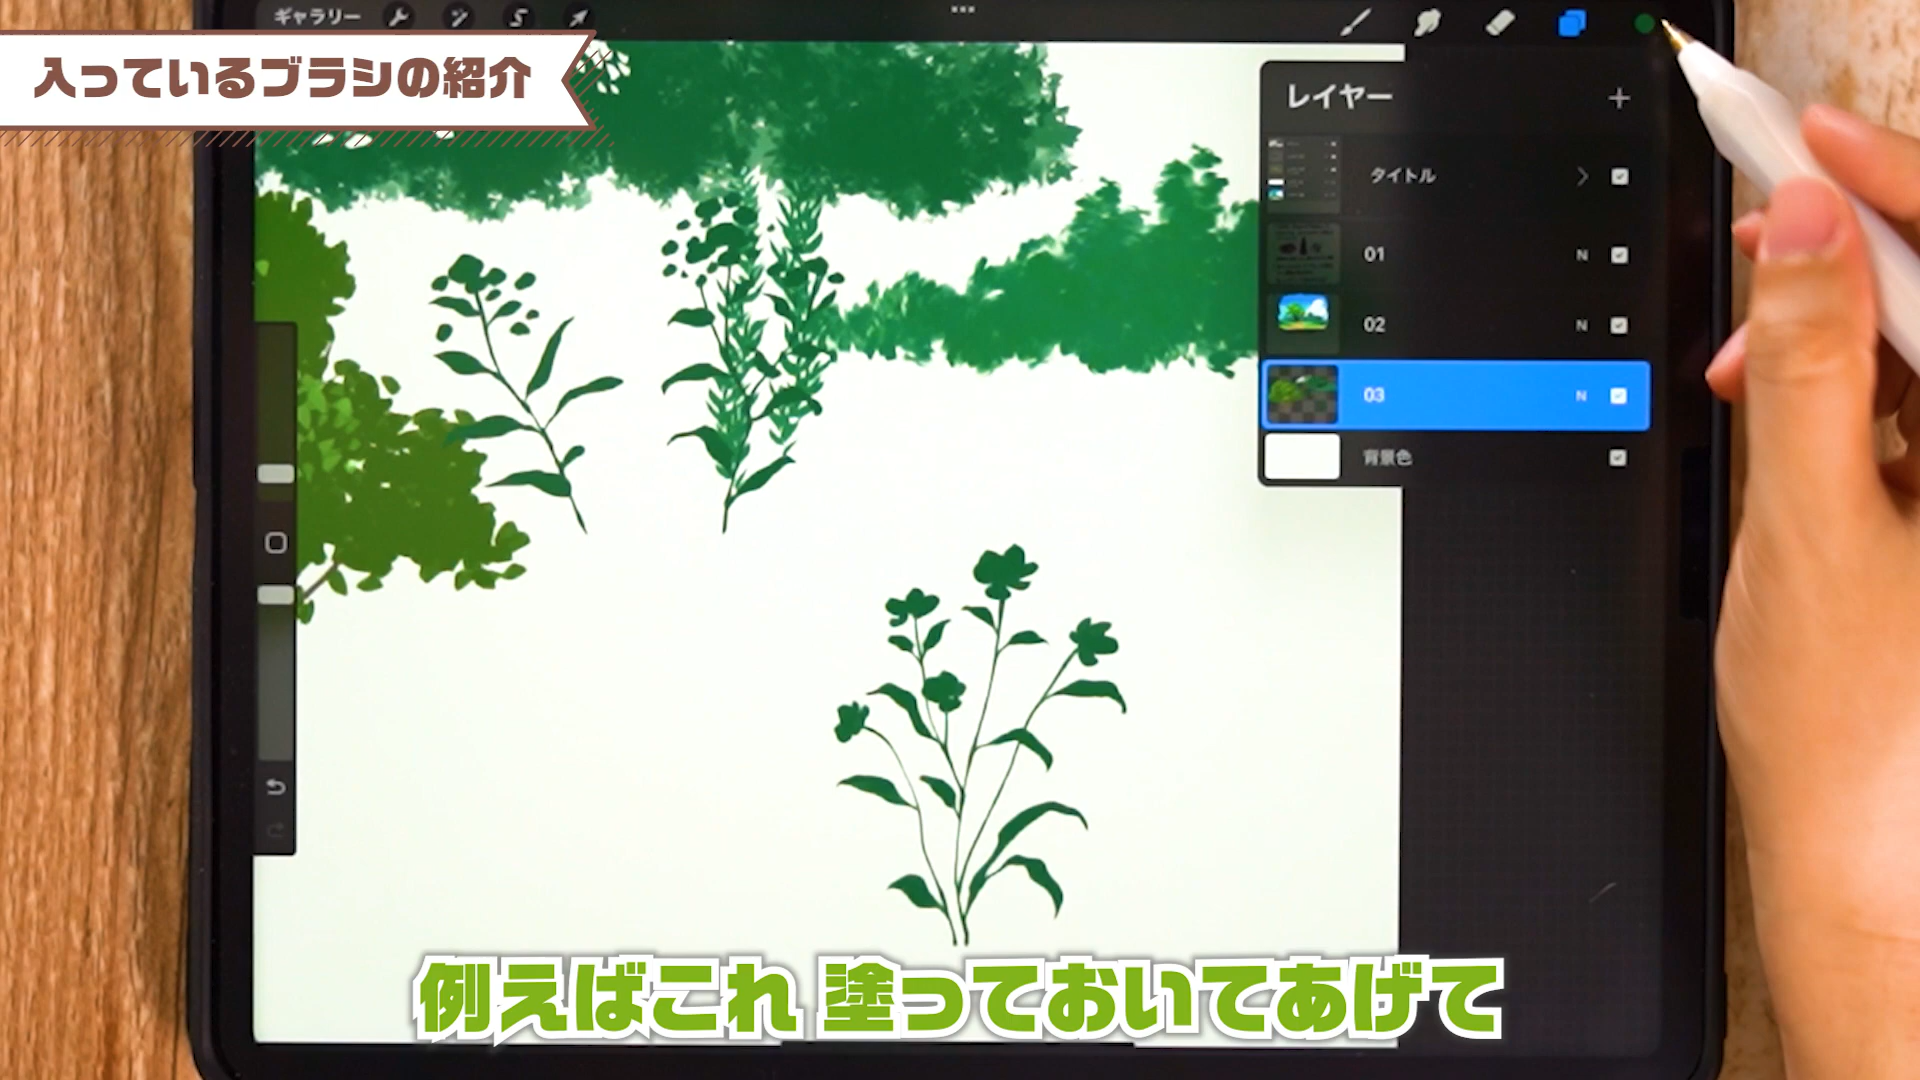 ギャラリー
入っているブラシの紹介
レイヤー
タイトル
01 N
02 N
03 N
背景色
例えばこれ 塗っておいてあげて